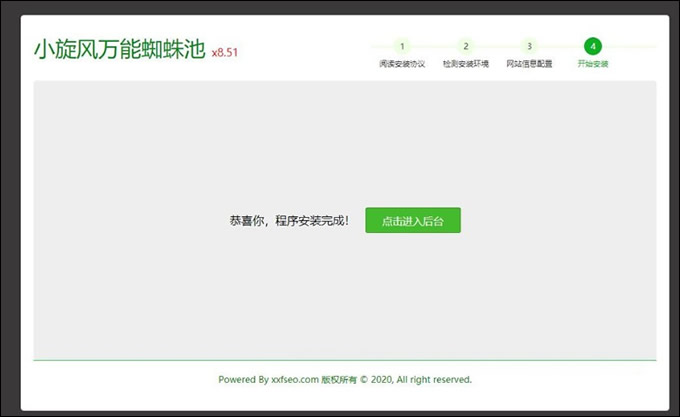 小旋风万能蜘蛛池 x8.51
1 2 3 4
阅读安装协议 检测安装环境 网站信息配置 开始安装
恭喜你，程序安装完成！ 点击进入后台
Powered By xxfseo.com 版权所有 © 2020, All right reserved.